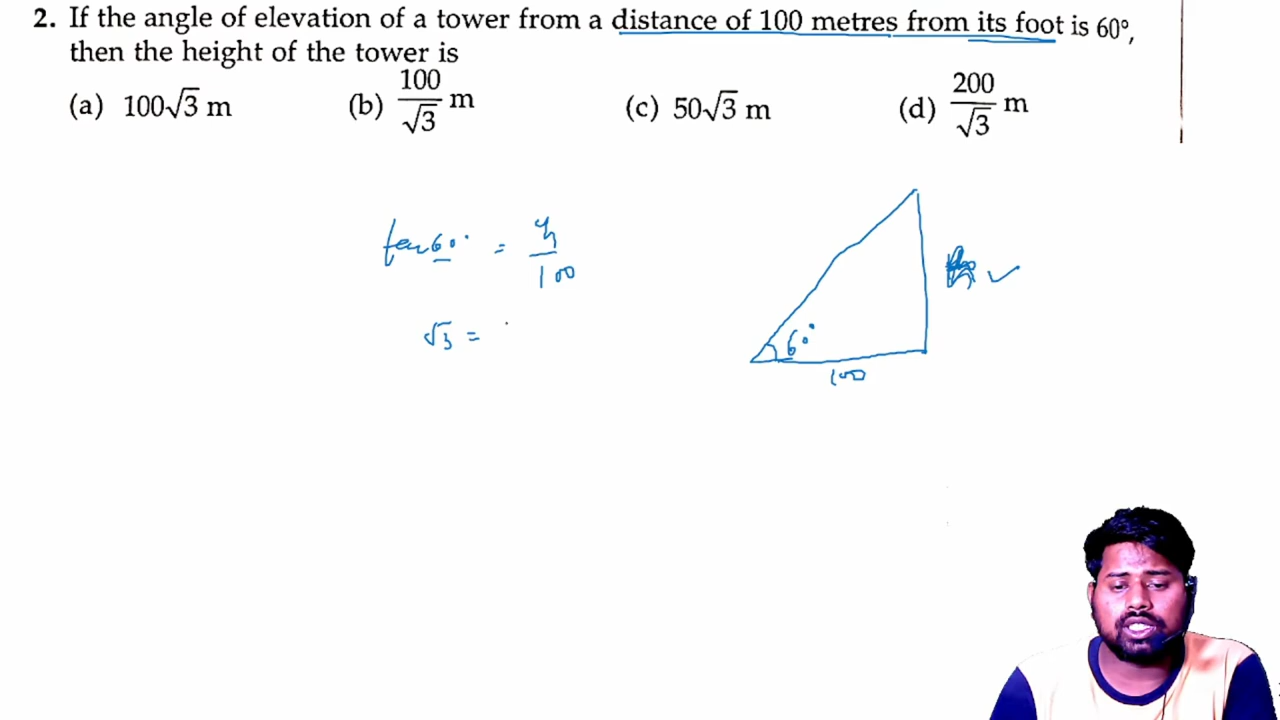 2. If the angle of elevation of a tower from a distance of 100 metres from its foot is 60°,
then the height of the tower is
(a) 100√3 m (b) 100/√3 m (c) 50√3 m (d) 200/√3 m
tan60° = h/100
√3 =
60°
100